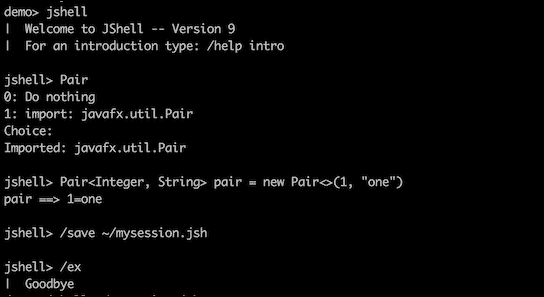 demo> jshell
|  Welcome to JShell -- Version 9
|  For an introduction type: /help intro
jshell> Pair
0: Do nothing
1: import: javafx.util.Pair
Choice:
Imported: javafx.util.Pair
jshell> Pair<Integer, String> pair = new Pair<>(1, "one")
pair ==> 1=one
jshell> /save ~/mysession.jsh
jshell> /ex
|  Goodbye